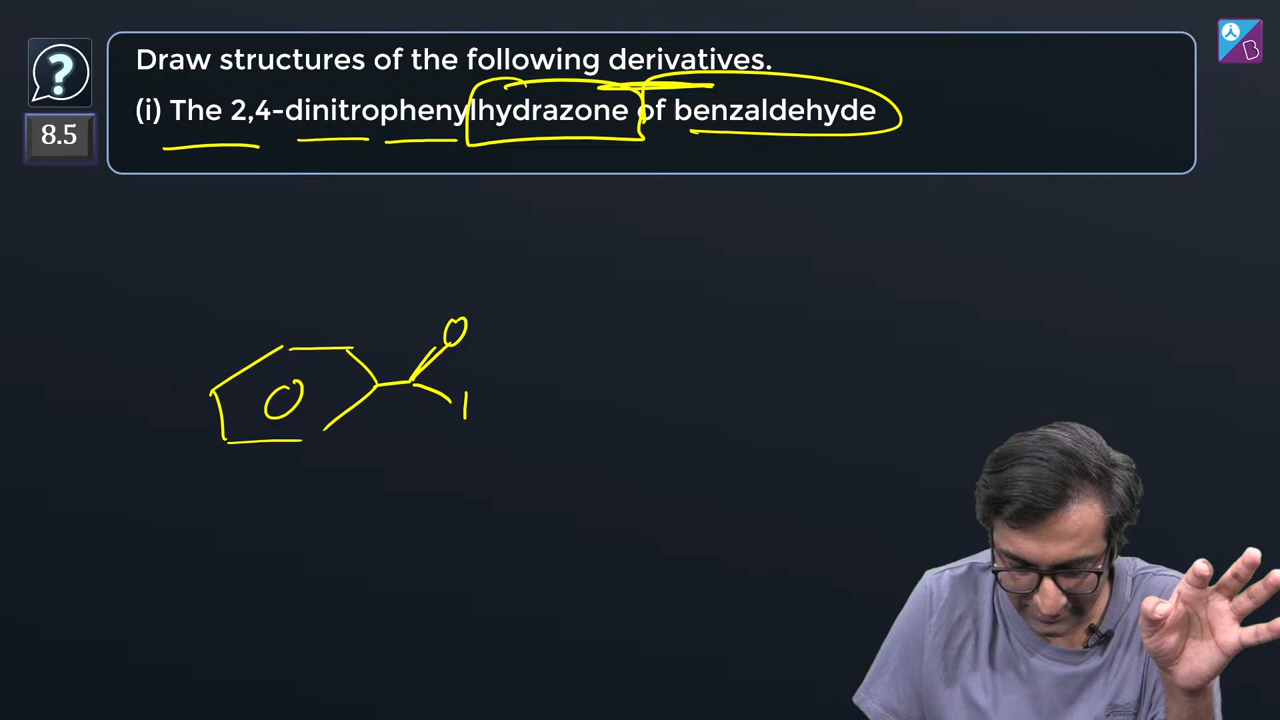 Draw structures of the following derivatives.
(i) The 2,4-dinitrophenylhydrazone of benzaldehyde
?
8.5
B
O
O